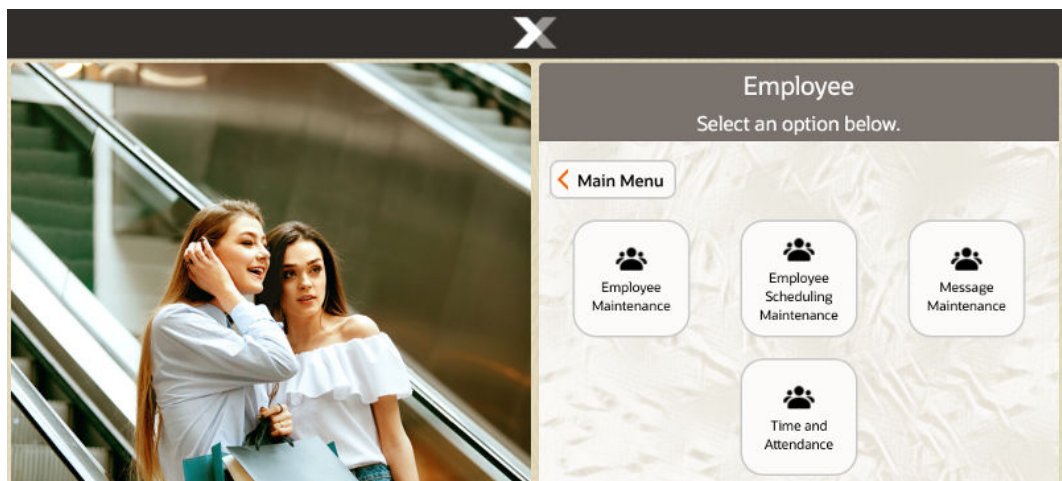 Employee
Select an option below.
Main Menu
Employee
Maintenance
Employee
Scheduling
Maintenance
Message
Maintenance
Time and
Attendance